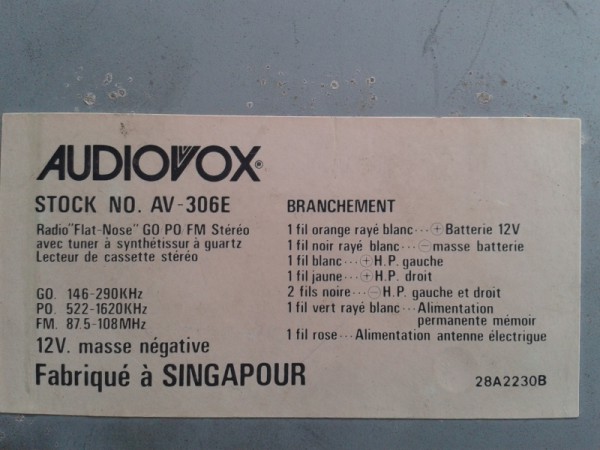 AUDIOVOX®
STOCK NO. AV-306E
Radio"Flat-Nose" GO PO FM Stéréo
avec tuner à synthétissur à guartz
Lecteur de cassette stéréo
GO. 146-290KHz
PO. 522-1620KHz
FM. 87.5-108MHz
12V. masse négative
Fabriqué à SINGAPOUR
BRANCHEMENT
1 fil orange rayé blanc···⊕Batterie 12V
1 fil noir rayé blanc···⊖masse batterie
1 fil blanc···⊕H.P. gauche
1 fil jaune···⊕H.P. droit
2 fils noire···⊖H.P. gauche et droit
1 fil vert rayé blanc···Alimentation
permanente mémoir
1 fil rose···Alimentation antenne électrigue
28A2230B